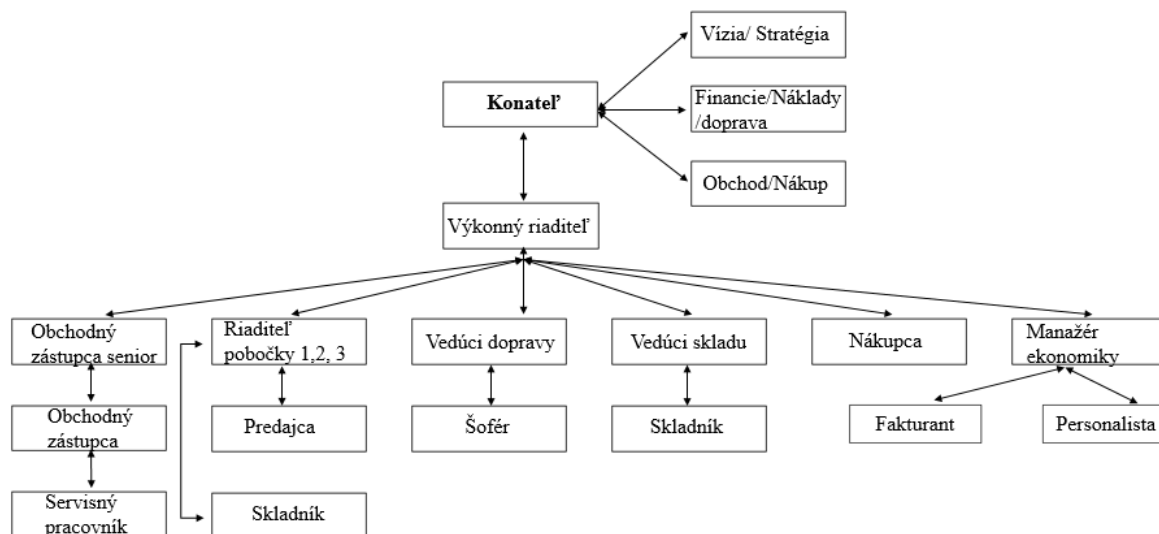 Vízia/ Stratégia
Konateľ
Financie/Náklady
/doprava
Obchod/Nákup
Výkonný riaditeľ
Obchodný
zástupca senior
Riaditeľ
pobočky 1,2, 3
Vedúci dopravy
Vedúci skladu
Nákupca
Manažér
ekonomiky
Obchodný
zástupca
Predajca
Šofér
Skladník
Fakturant
Personalista
Servisný
pracovník
Skladník